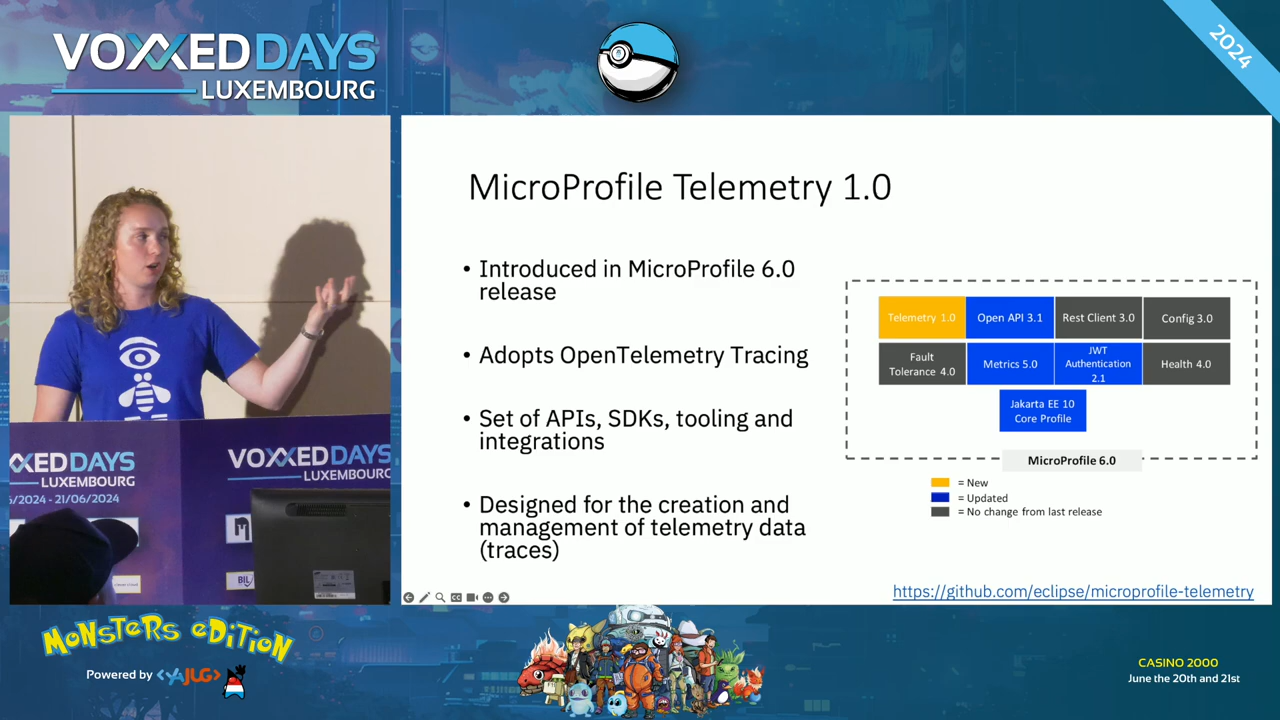 VOXXEDDAYS
LUXEMBOURG
2024
MicroProfile Telemetry 1.0
• Introduced in MicroProfile 6.0
release
• Adopts OpenTelemetry Tracing
• Set of APIs, SDKs, tooling and
integrations
• Designed for the creation and
management of telemetry data
(traces)
Telemetry 1.0
Open API 3.1
Rest Client 3.0
Config 3.0
Fault
Tolerance 4.0
Metrics 5.0
JWT
Authentication
2.1
Health 4.0
Jakarta EE 10
Core Profile
MicroProfile 6.0
= New
= Updated
= No change from last release
https://github.com/eclipse/microprofile-telemetry
XEDDAYS
LUXEMBOURG
6/2024 - 21/06/2024
VOXXEDDAYS
LUXEMBOURG
BIL
MONSTERS EDITION
Powered by <YAJUG>
CASINO 2000
June the 20th and 21st